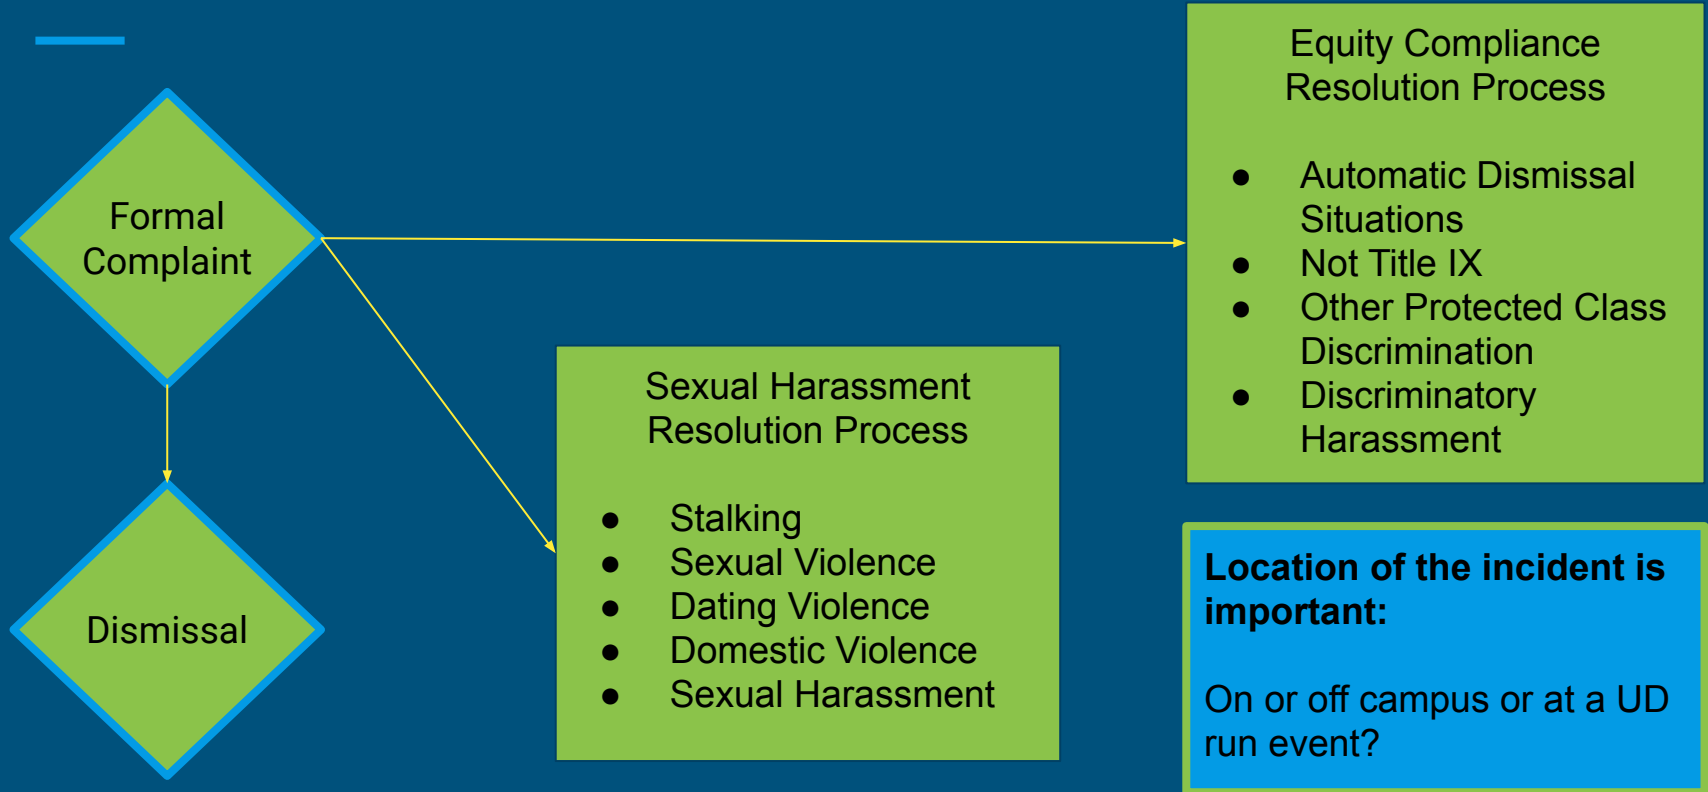 Formal
Complaint
Dismissal
Sexual Harassment
Resolution Process
● Stalking
● Sexual Violence
● Dating Violence
● Domestic Violence
● Sexual Harassment
Equity Compliance
Resolution Process
● Automatic Dismissal
Situations
● Not Title IX
● Other Protected Class
Discrimination
● Discriminatory
Harassment
Location of the incident is
important:
On or off campus or at a UD
run event?